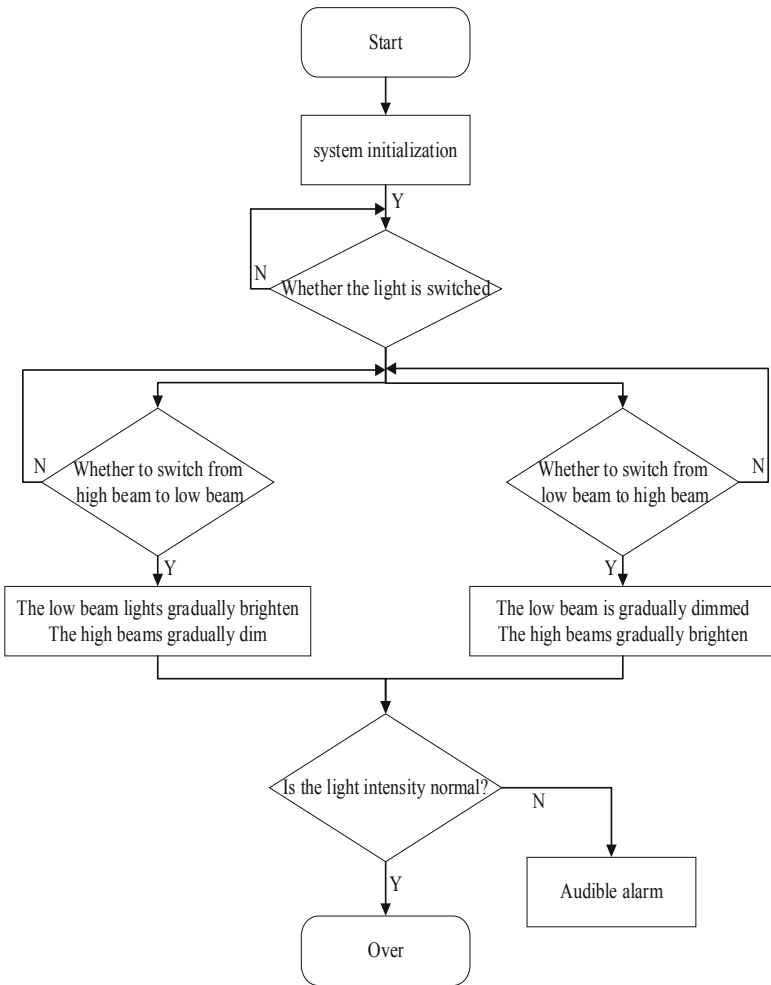 Start
system initialization
Y
N
Whether the light is switched
N
Whether to switch from
high beam to low beam
Whether to switch from
low beam to high beam
N
Y
Y
The low beam lights gradually brighten
The high beams gradually dim
The low beam is gradually dimmed
The high beams gradually brighten
Is the light intensity normal?
N
Y
Audible alarm
Over